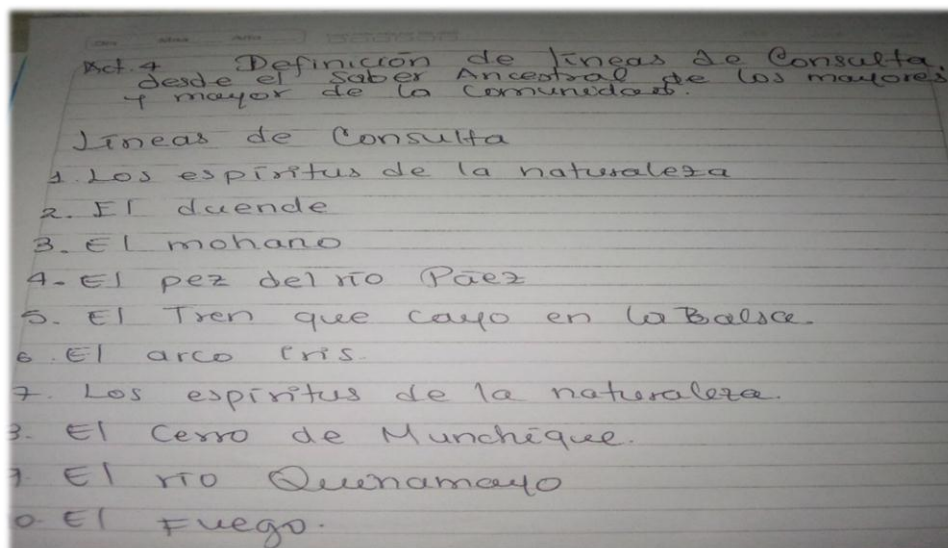 Act. 4 Definición de líneas de Consulta
desde el Saber Ancestral de los mayores
y mayor de la comunidad.
Líneas de Consulta
1. Los espíritus de la naturaleza
2. El duende
3. El mohano
4. El pez del río Páez
5. El Tren que cayo en la Balsa.
6. El arco iris.
7. Los espíritus de la naturaleza.
8. El Cerro de Munchique.
9. El río Quinamayo
0. El Fuego.